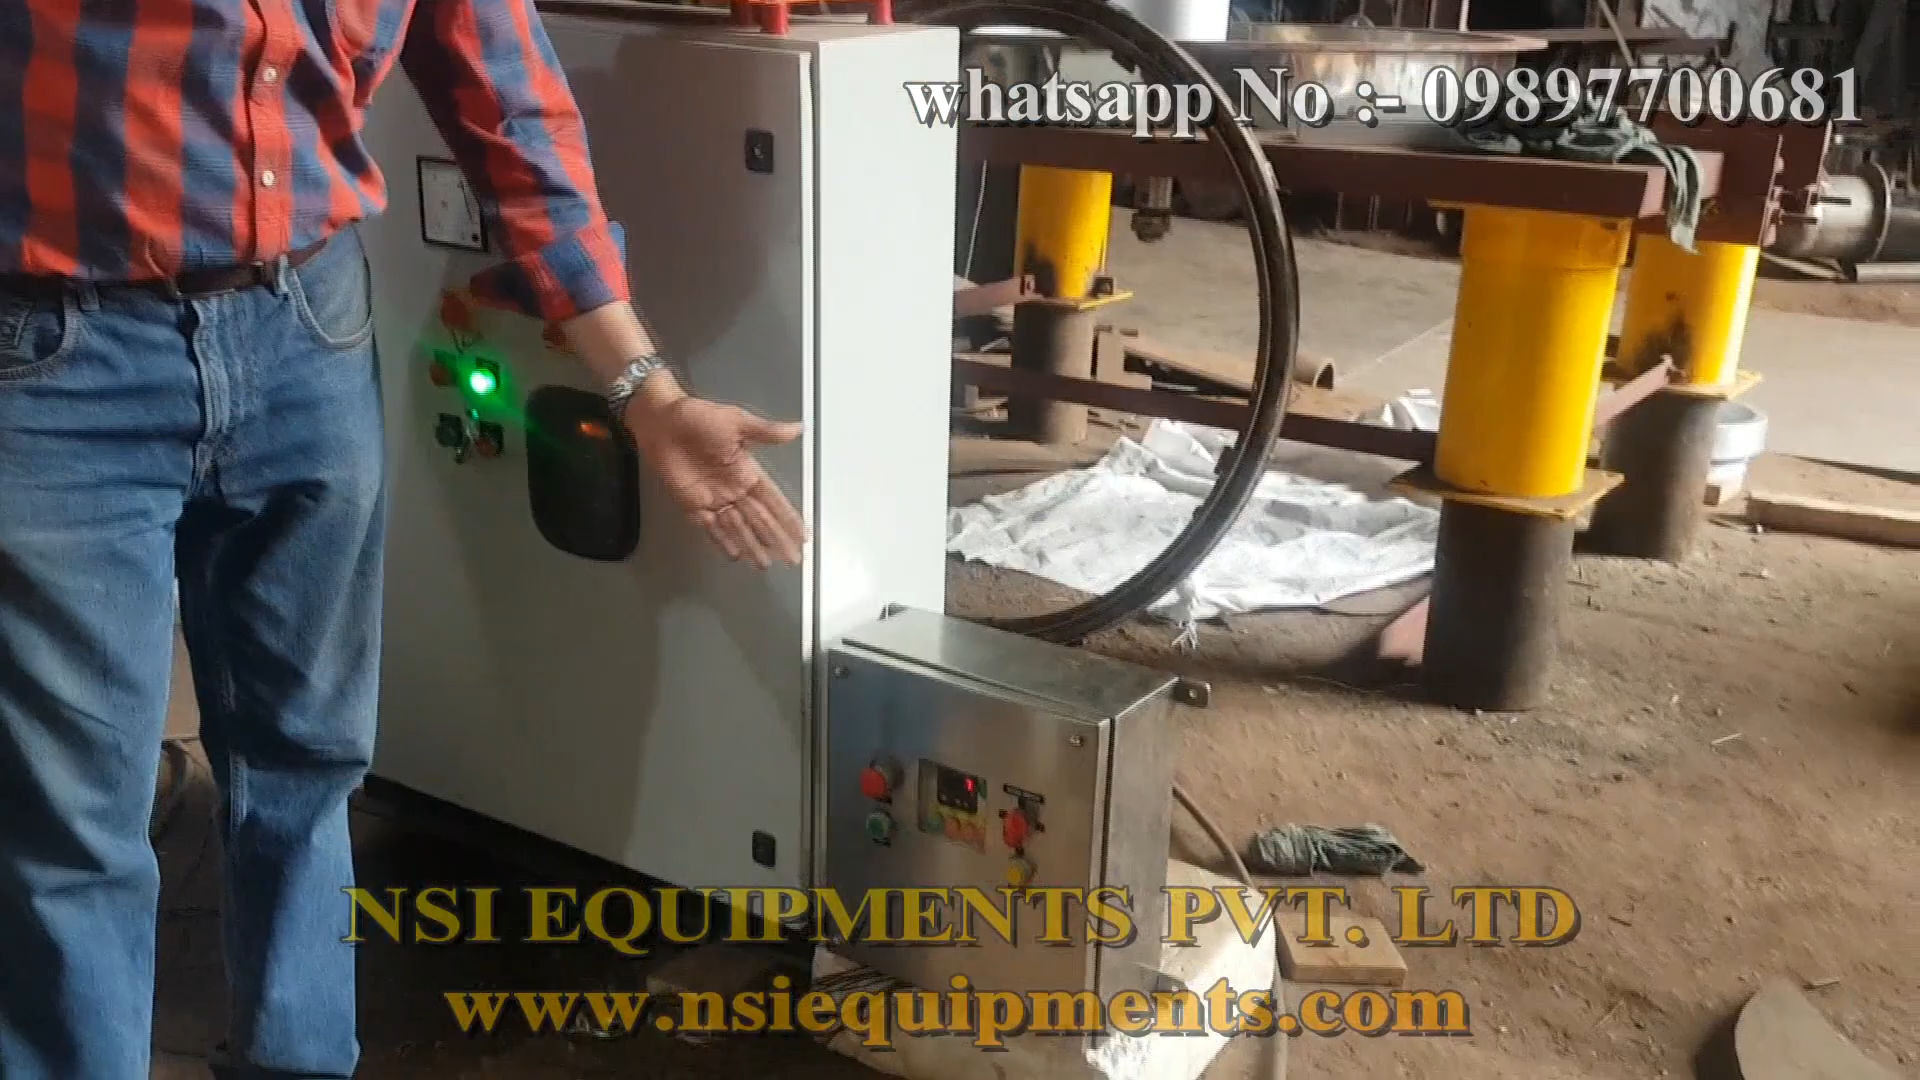 whatsapp No :- 09897700681
NSI EQUIPMENTS PVT. LTD
www.nsiequipments.com